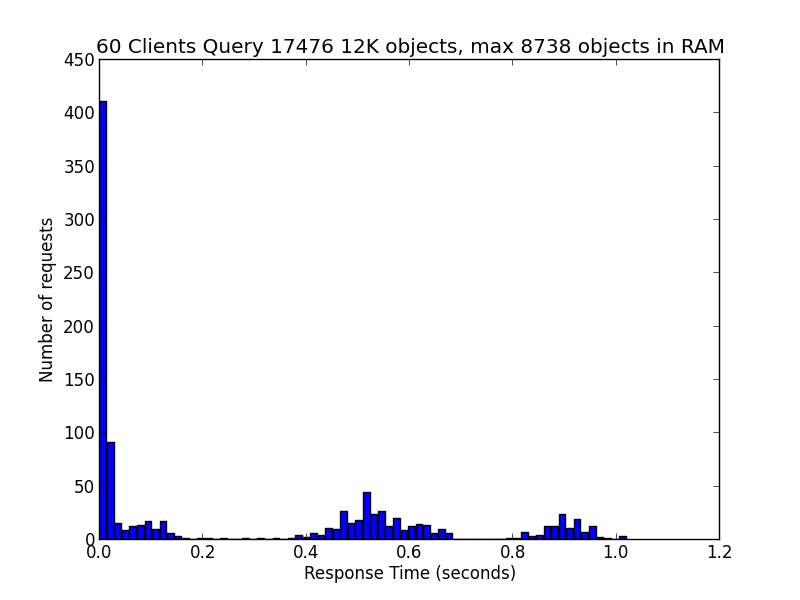 60 Clients Query 17476 12K objects, max 8738 objects in RAM
450
400
350
300
250
200
150
100
50
0
Number of requests
0.0 0.2 0.4 0.6 0.8 1.0 1.2
Response Time (seconds)